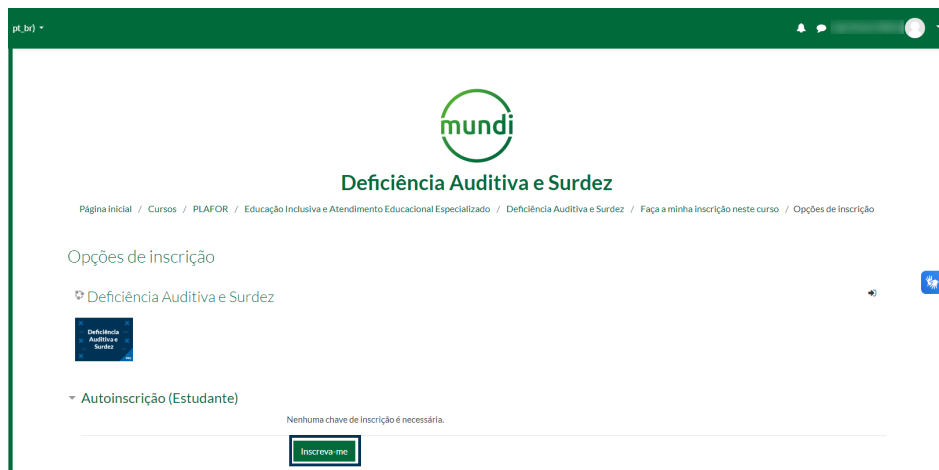 pt_br)
mundi
Deficiência Auditiva e Surdez
Página inicial / Cursos / PLAFOR / Educação Inclusiva e Atendimento Educacional Especializado / Deficiência Auditiva e Surdez / Faça a minha inscrição neste curso / Opções de inscrição
Opções de inscrição
Deficiência Auditiva e Surdez
Deficiência
Auditiva e
Surdez
Autoinscrição (Estudante)
Nenhuma chave de inscrição é necessária.
Inscreva-me